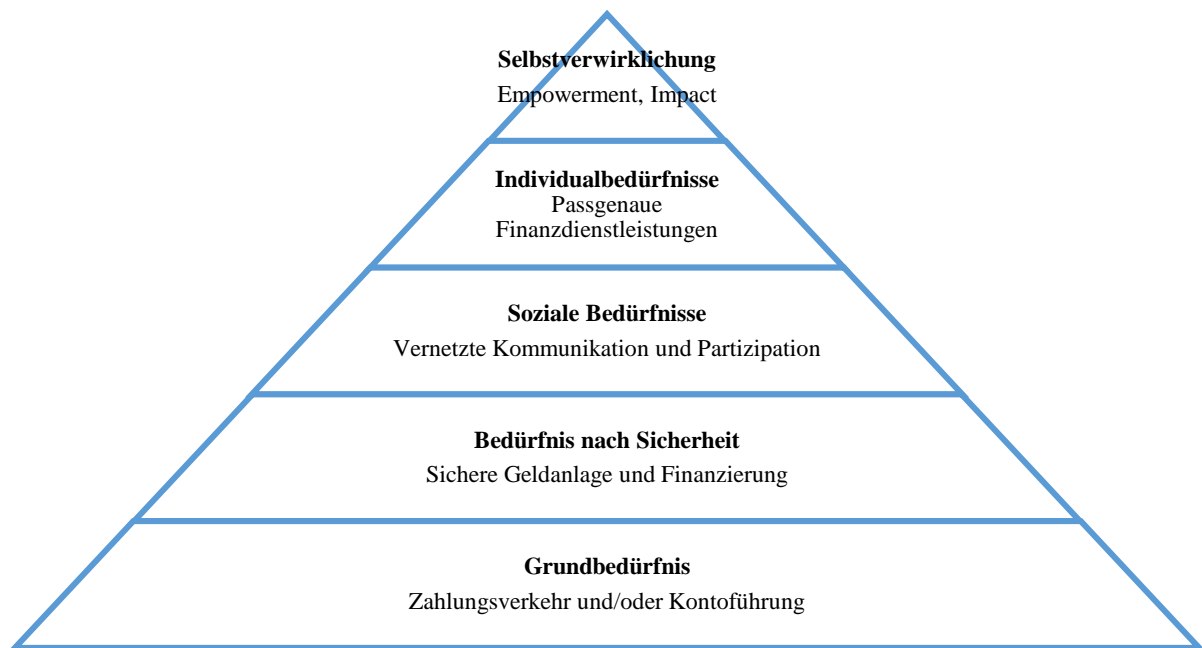 Selbstverwirklichung
Empowerment, Impact
Individualbedürfnisse
Passgenaue
Finanzdienstleistungen
Soziale Bedürfnisse
Vernetzte Kommunikation und Partizipation
Bedürfnis nach Sicherheit
Sichere Geldanlage und Finanzierung
Grundbedürfnis
Zahlungsverkehr und/oder Kontoführung